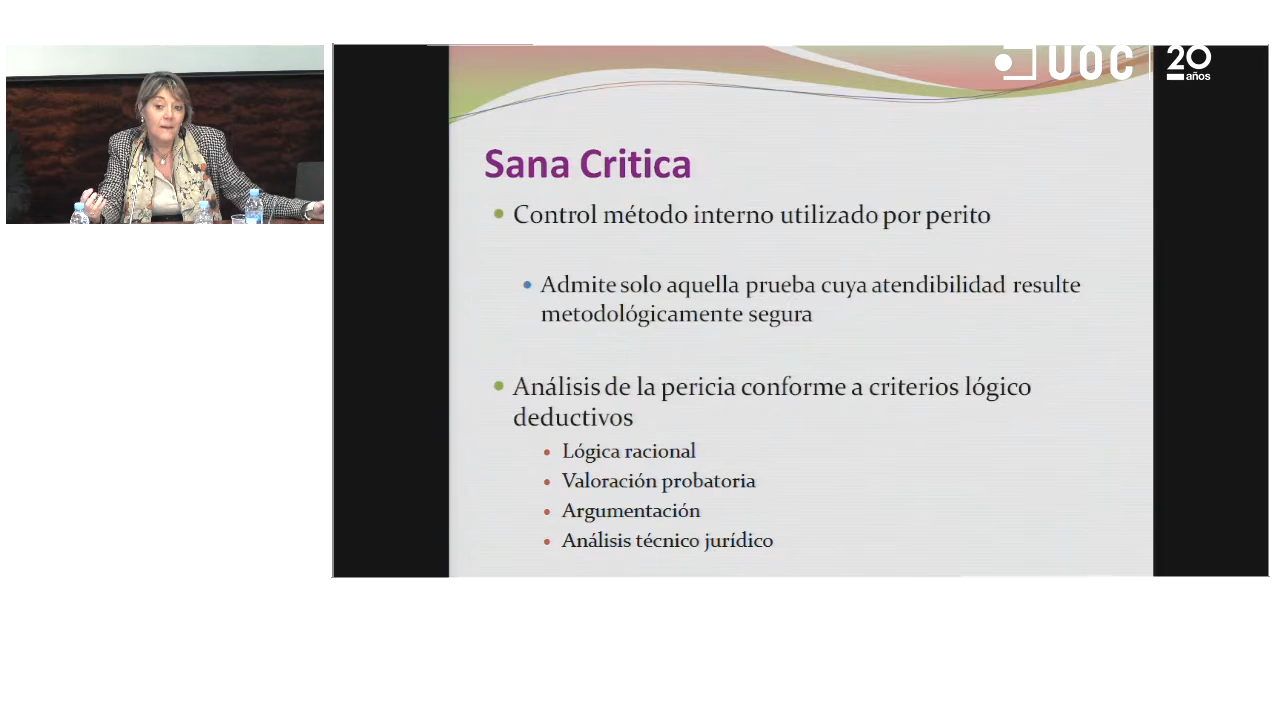 UOC
20
años
Sana Critica
Control método interno utilizado por perito
Admite solo aquella prueba cuya atendibilidad resulte
metodológicamente segura
Análisis de la pericia conforme a criterios lógico
deductivos
Lógica racional
Valoración probatoria
Argumentación
Análisis técnico jurídico